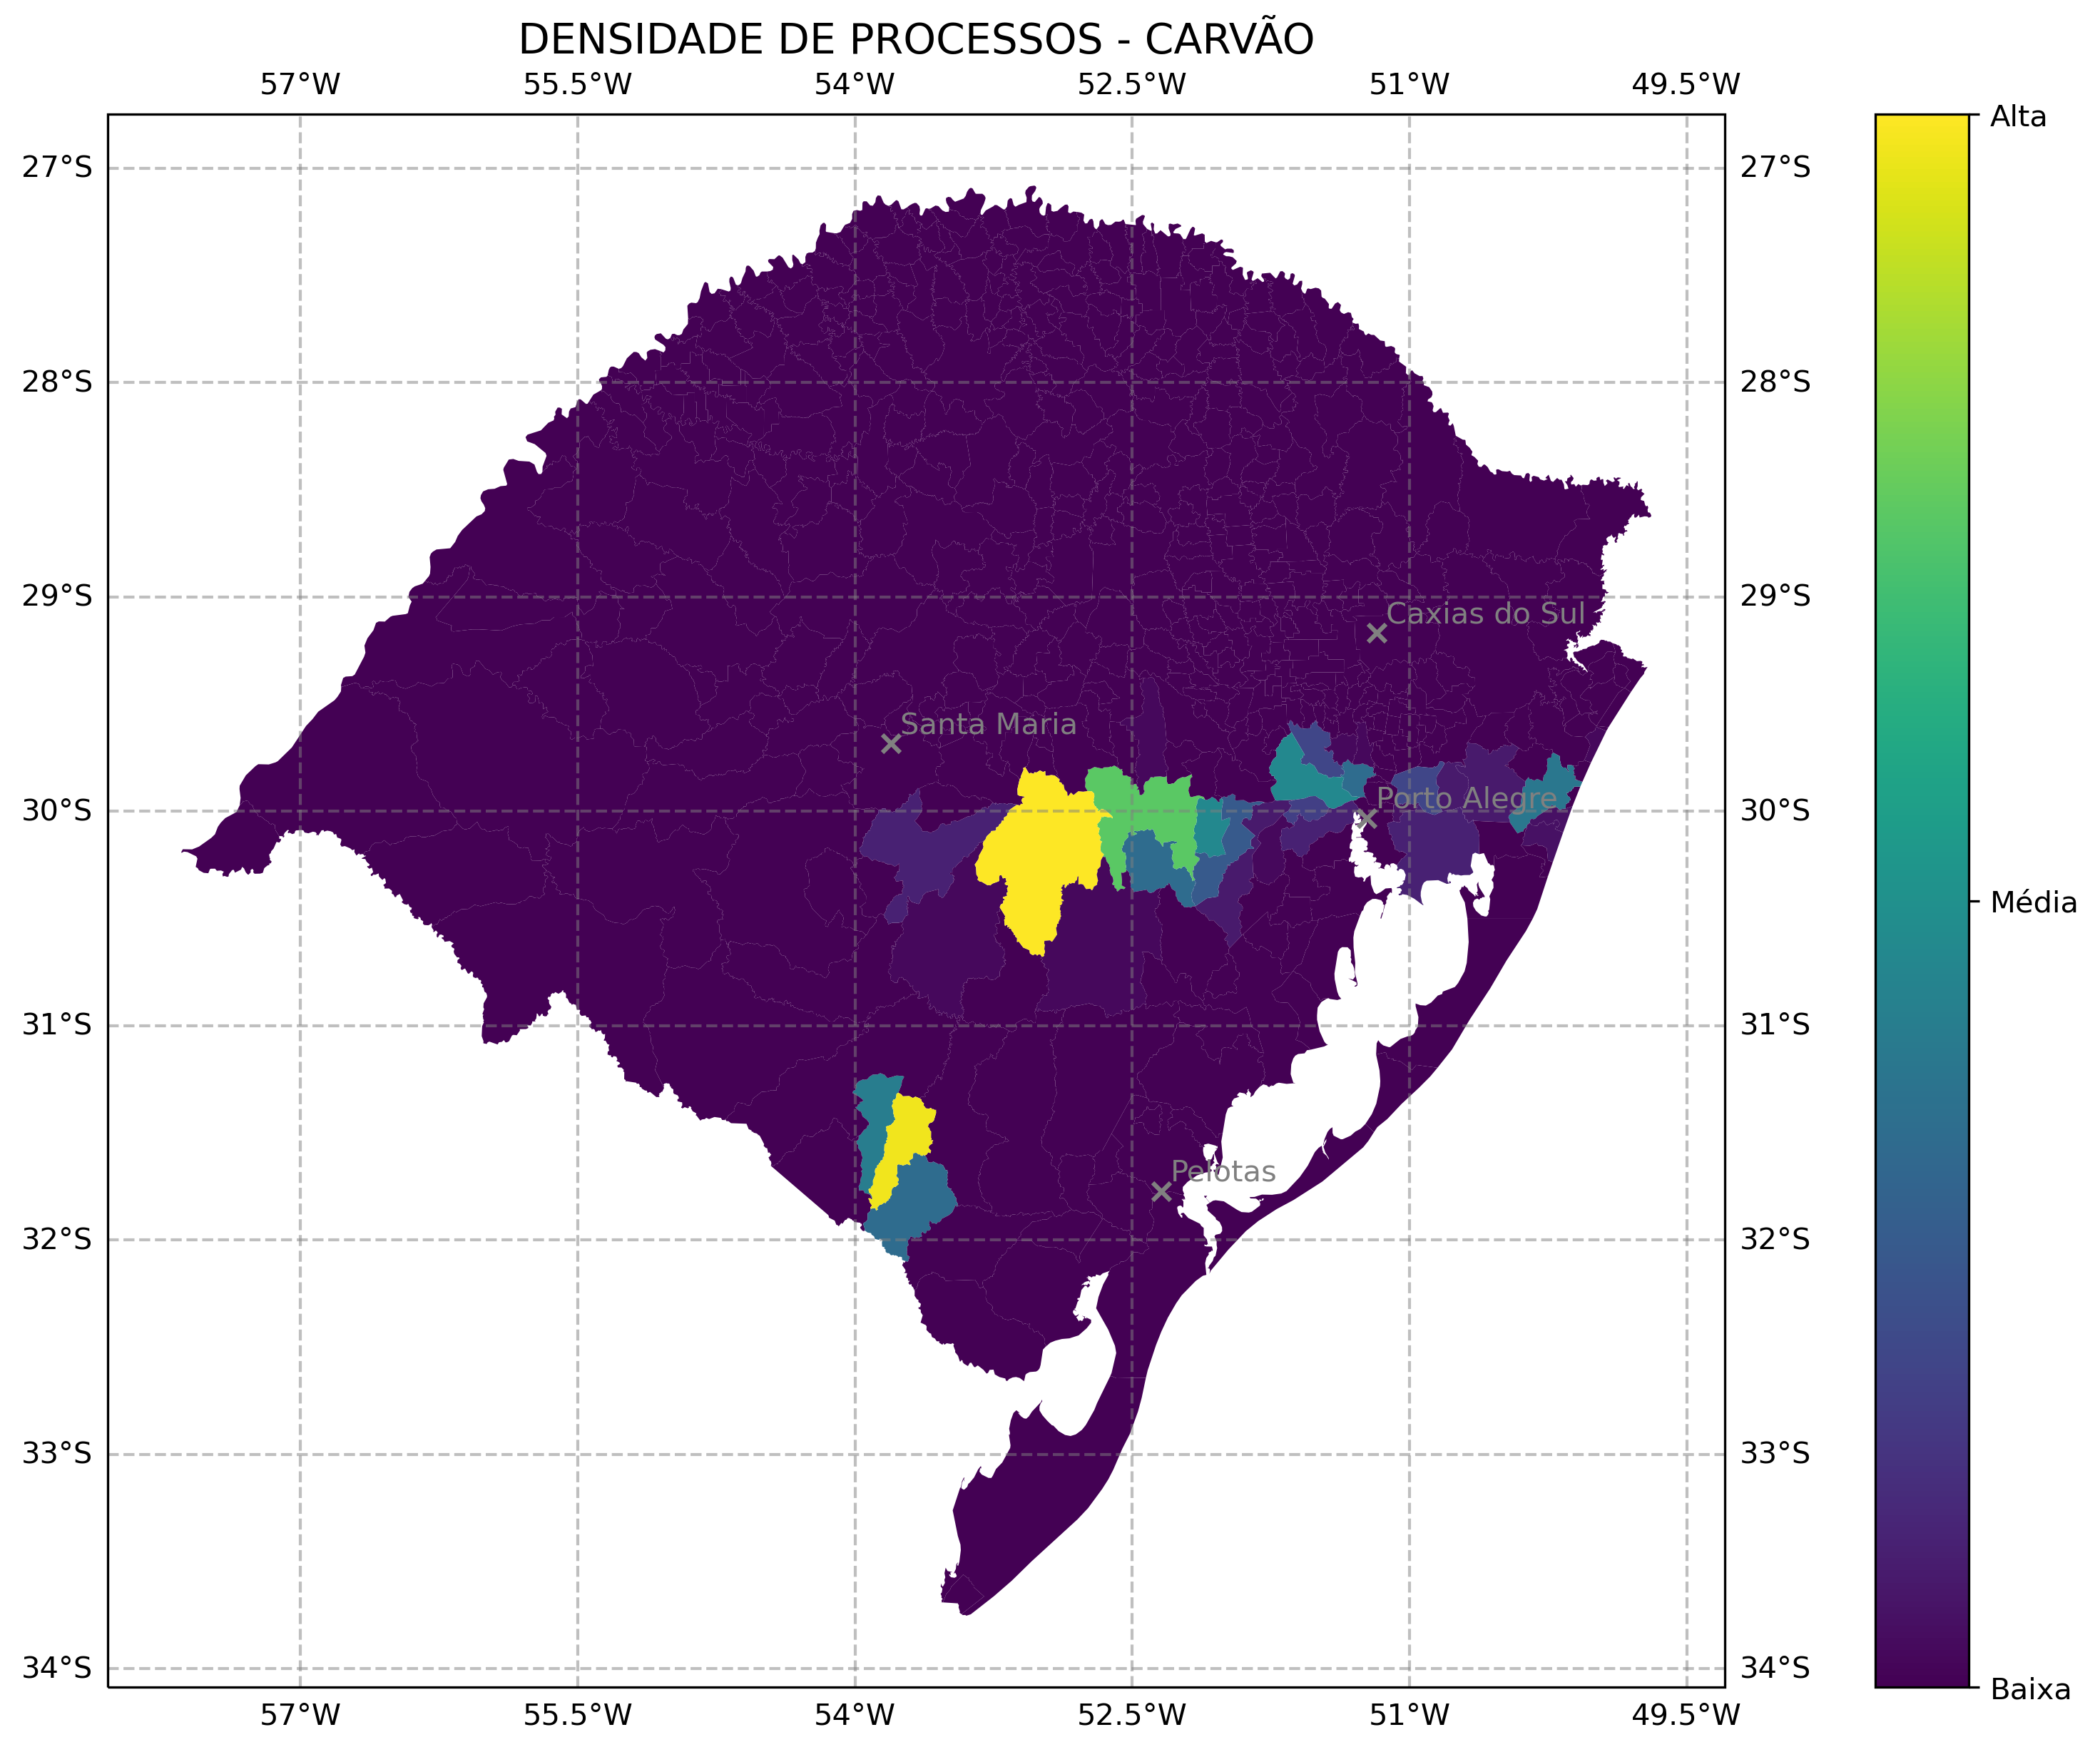 DENSIDADE DE PROCESSOS - CARVÃO
57°W 55.5°W 54°W 52.5°W 51°W 49.5°W
Alta
27°S 27°S
28°S 28°S
29°S 29°S
Caxias do Sul
Santa Maria
Porto Alegre
30°S 30°S
Média
31°S 31°S
Pelotas
32°S 32°S
33°S 33°S
34°S 34°S
Baixa
57°W 55.5°W 54°W 52.5°W 51°W 49.5°W